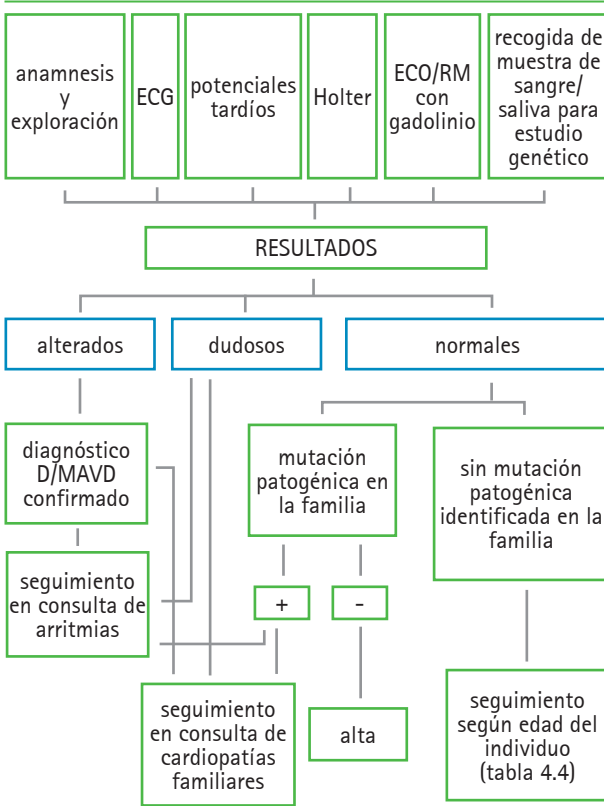 anamnesis
y
exploración
ECG
potenciales
tardíos
Holter
ECO/RM
con
gadolinio
recogida de
muestra de
sangre/
saliva para
estudio
genético
RESULTADOS
alterados
dudosos
normales
diagnóstico
D/MAVD
confirmado
mutación
patogénica en
la familia
sin mutación
patogénica
identificada en la
familia
seguimiento
en consulta de
arritmias
+
-
seguimiento
en consulta de
cardiopatías
familiares
alta
seguimiento
según edad del
individuo
(tabla 4.4)